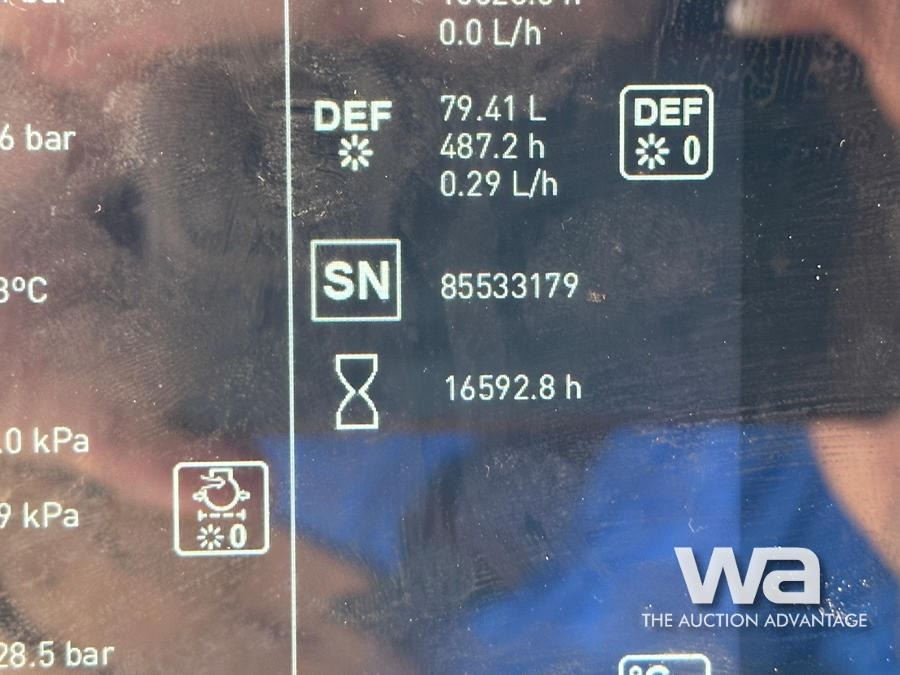 0.0 L/h
DEF
79.41 L
487.2 h
0.29 L/h
DEF
0
6 bar
SN
85533179
3°C
16592.8 h
.0 kPa
9 kPa
0
28.5 bar
°C
wa
THE AUCTION ADVANTAGE